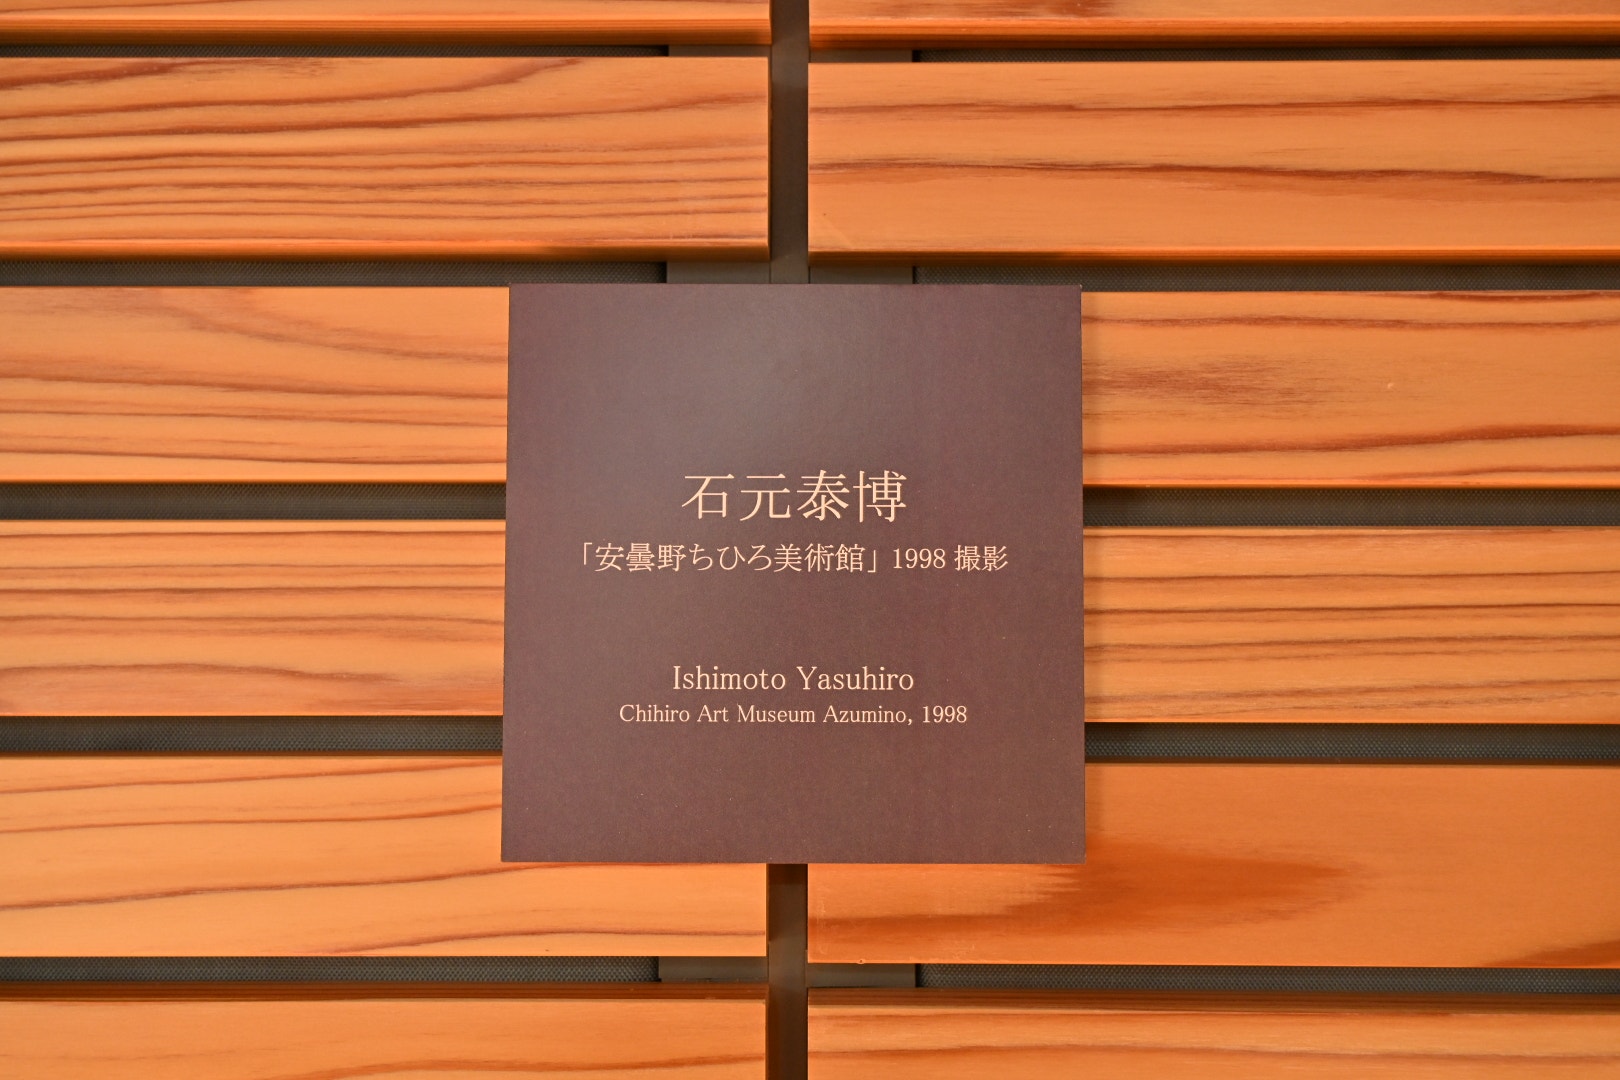 石元泰博
「安曇野ちひろ美術館」 1998 撮影
Ishimoto Yasuhiro
Chihiro Art Museum Azumino, 1998